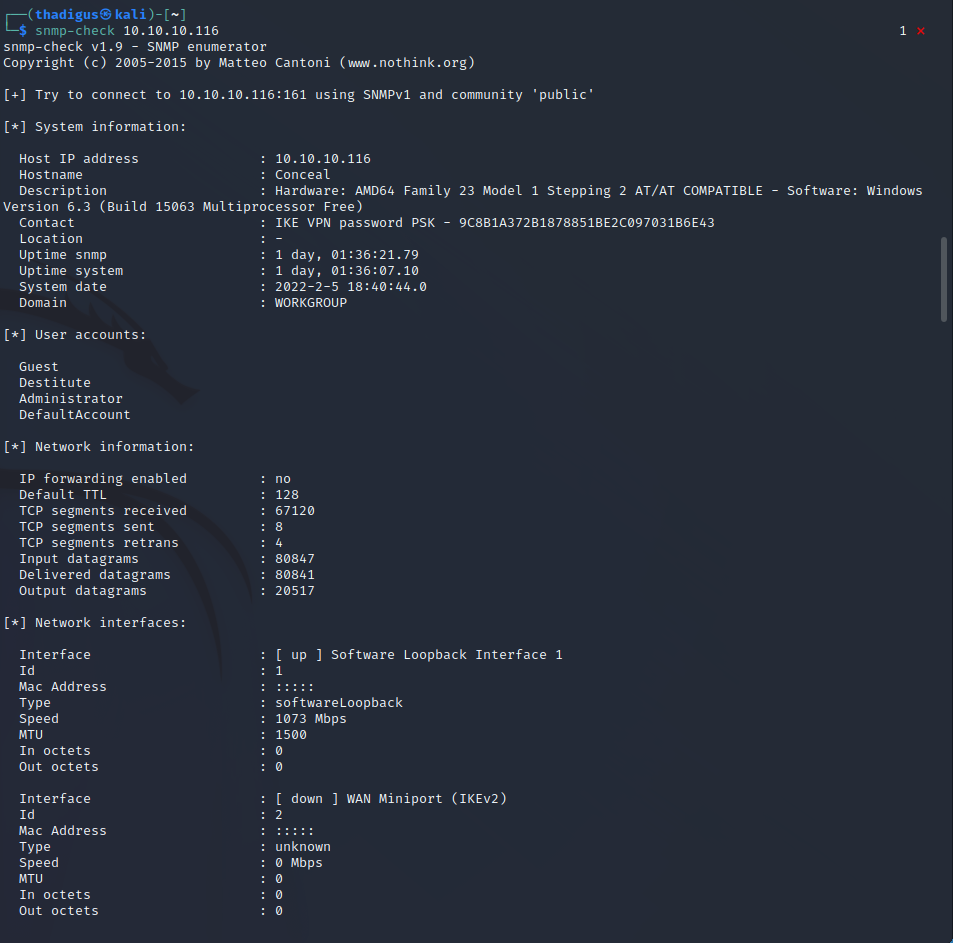 ┌──(thadigus㉿kali)-[~]
└─$ snmp-check 10.10.10.116 1 ⨯
snmp-check v1.9 - SNMP enumerator
Copyright (c) 2005-2015 by Matteo Cantoni (www.nothink.org)
[+] Try to connect to 10.10.10.116:161 using SNMPv1 and community 'public'
[*] System information:
Host IP address : 10.10.10.116
Hostname : Conceal
Description : Hardware: AMD64 Family 23 Model 1 Stepping 2 AT/AT COMPATIBLE - Software: Windows
Version 6.3 (Build 15063 Multiprocessor Free)
Contact : IKE VPN password PSK - 9C8B1A372B1878851BE2C097031B6E43
Location : -
Uptime snmp : 1 day, 01:36:21.79
Uptime system : 1 day, 01:36:07.10
System date : 2022-2-5 18:40:44.0
Domain : WORKGROUP
[*] User accounts:
Guest
Destitute
Administrator
DefaultAccount
[*] Network information:
IP forwarding enabled : no
Default TTL : 128
TCP segments received : 67120
TCP segments sent : 8
TCP segments retrans : 4
Input datagrams : 80847
Delivered datagrams : 80841
Output datagrams : 20517
[*] Network interfaces:
Interface : [ up ] Software Loopback Interface 1
Id : 1
Mac Address : :::::
Type : softwareLoopback
Speed : 1073 Mbps
MTU : 1500
In octets : 0
Out octets : 0
Interface : [ down ] WAN Miniport (IKEv2)
Id : 2
Mac Address : :::::
Type : unknown
Speed : 0 Mbps
MTU : 0
In octets : 0
Out octets : 0